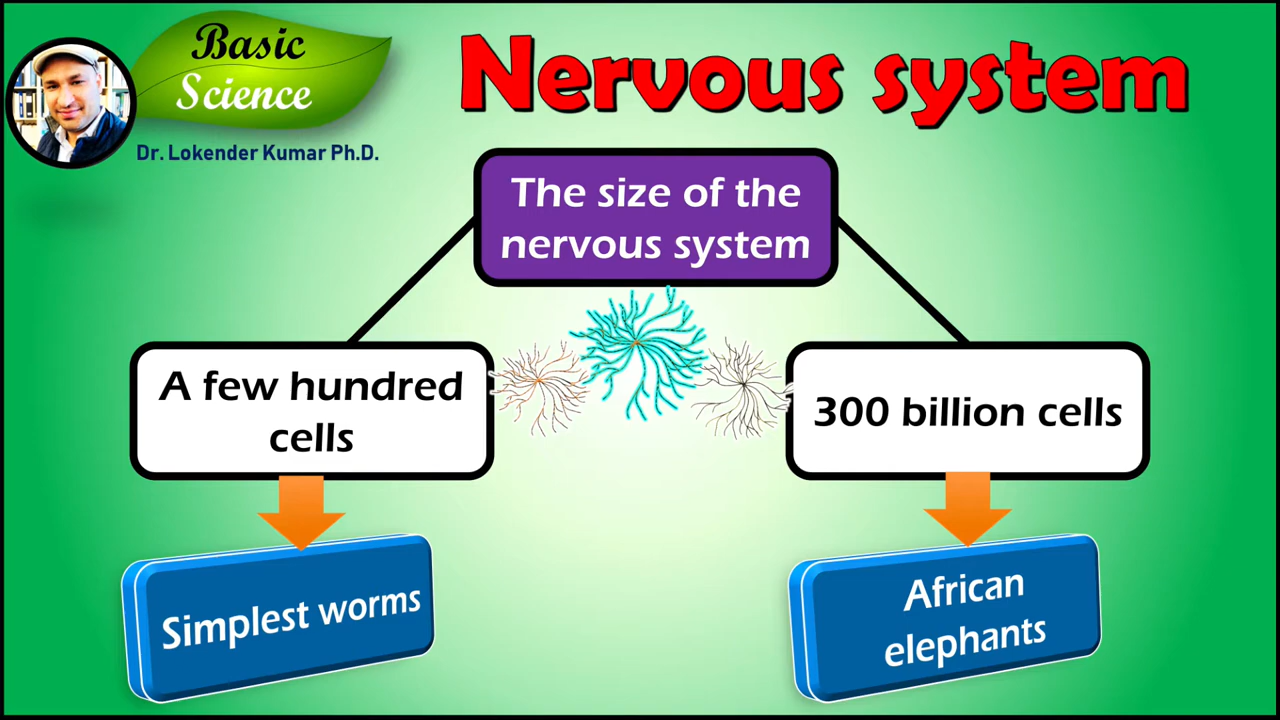 Basic
Science
Dr. Lokender Kumar Ph.D.
Nervous system
The size of the
nervous system
A few hundred
cells
300 billion cells
Simplest worms
African
elephants